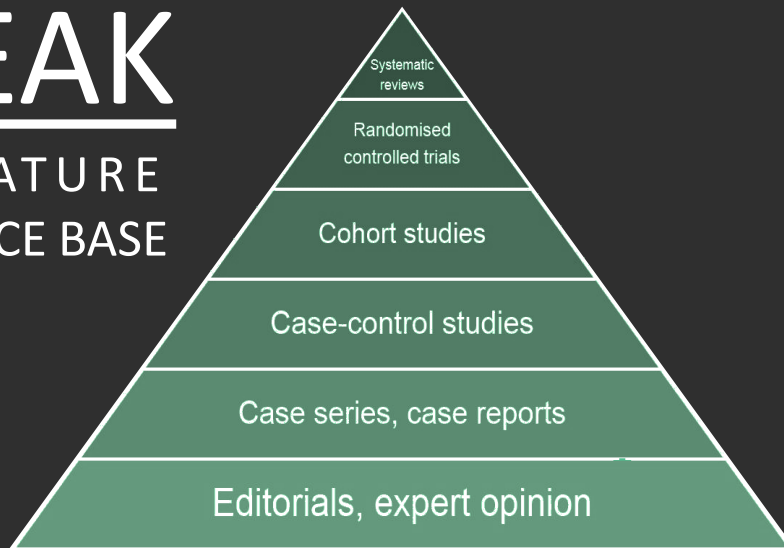 EAK
ATURE
CE BASE
Systematic
reviews
Randomised
controlled trials
Cohort studies
Case-control studies
Case series, case reports
Editorials, expert opinion